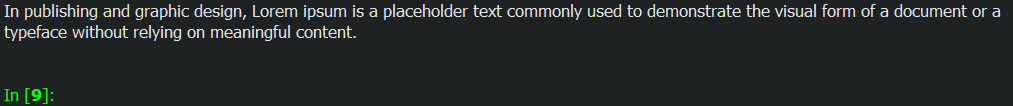 In publishing and graphic design, Lorem ipsum is a placeholder text commonly used to demonstrate the visual form of a document or a
typeface without relying on meaningful content.
In [9]: